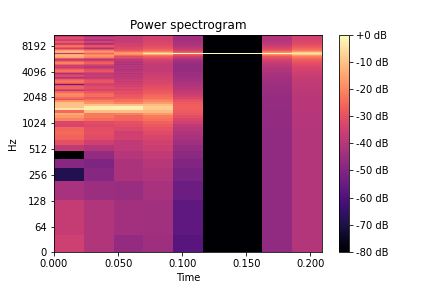 Power spectrogram
Hz
8192
4096
2048
1024
512
256
128
64
0
0.000 0.050 0.100 0.150 0.200
Time
+0 dB
-10 dB
-20 dB
-30 dB
-40 dB
-50 dB
-60 dB
-70 dB
-80 dB